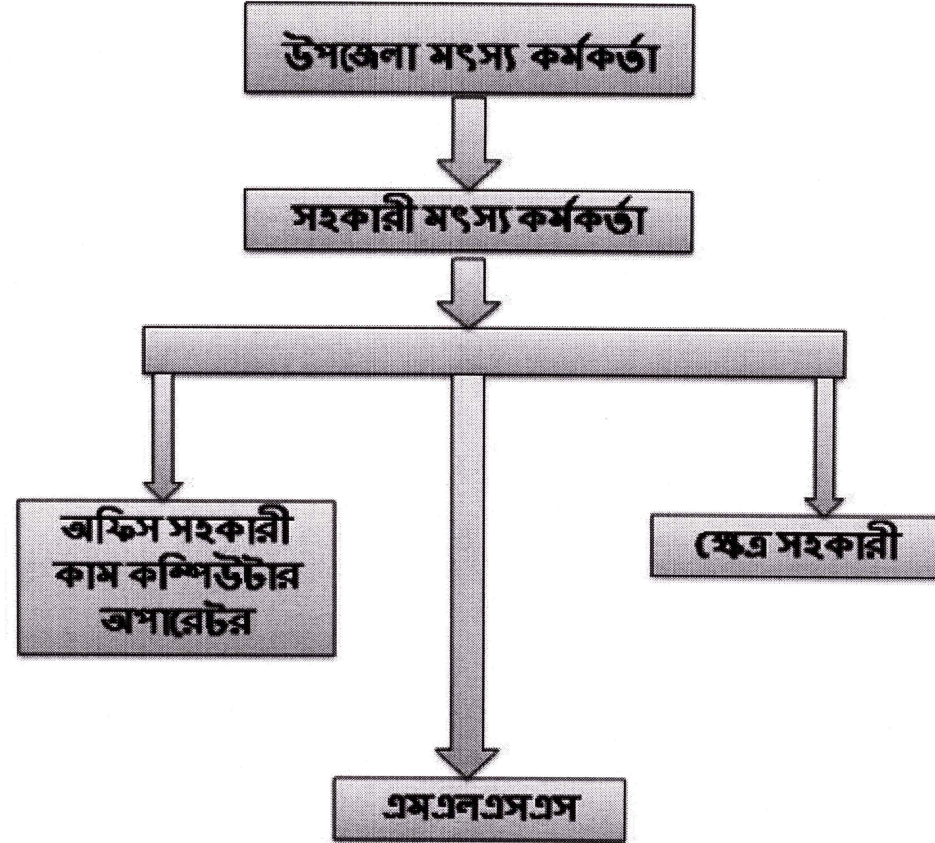 উপজেলা মৎস্য কর্মকর্তা
সহকারী মৎস্য কর্মকর্তা
অফিস সহকারী
কাম কম্পিউটার
অপারেটর
ক্ষেত্র সহকারী
এমএলএসএস